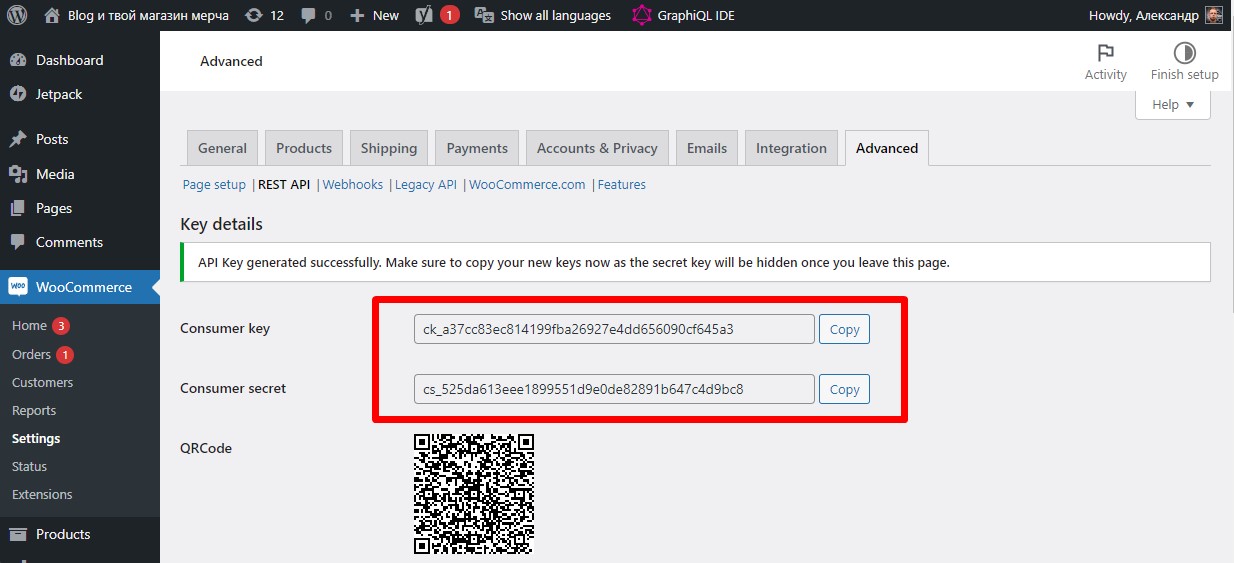 Blog и твой магазин мерча 12 0 New 1 Show all languages GraphiQL IDE Howdy, Александр
Dashboard
Jetpack
Posts
Media
Pages
Comments
WooCommerce
Home 3
Orders 1
Customers
Reports
Settings
Status
Extensions
Products
Advanced
Activity Finish setup
Help
General Products Shipping Payments Accounts & Privacy Emails Integration Advanced
Page setup | REST API | Webhooks | Legacy API | WooCommerce.com | Features
Key details
API Key generated successfully. Make sure to copy your new keys now as the secret key will be hidden once you leave this page.
Consumer key ck_a37cc83ec814199fba26927e4dd656090cf645a3 Copy
Consumer secret cs_525da613eee1899551d9e0de82891b647c4d9bc8 Copy
QRCode